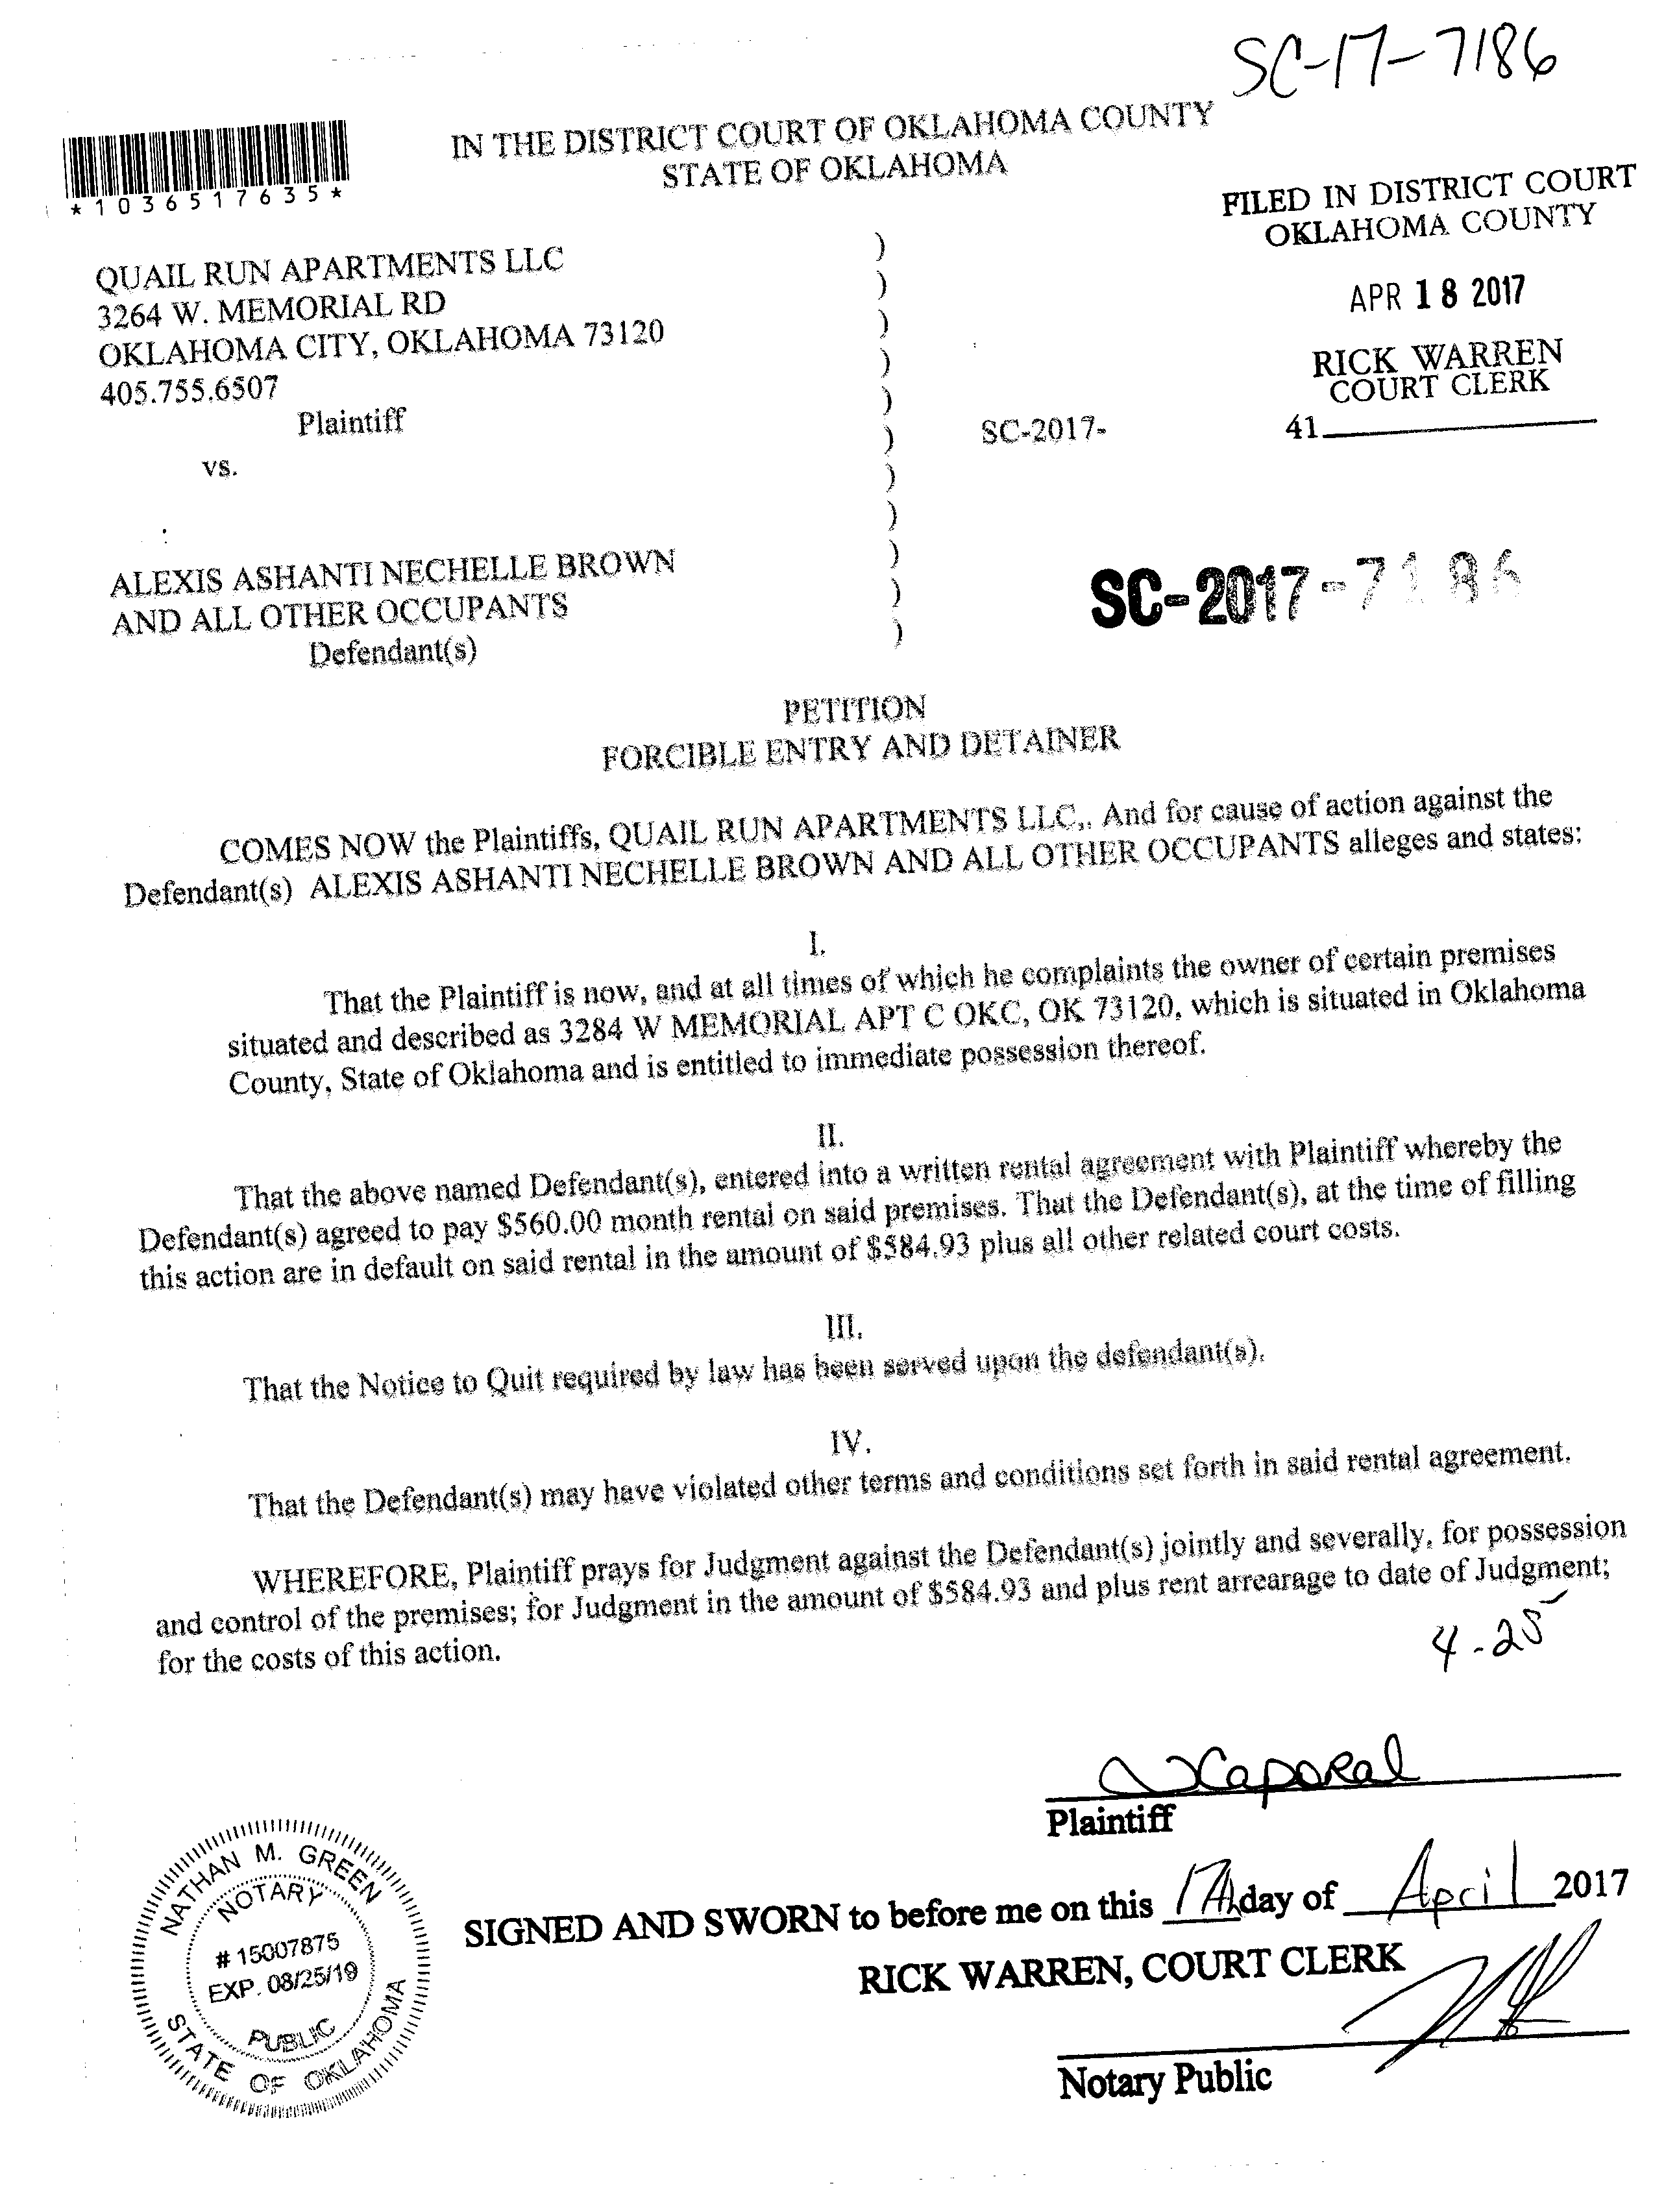 SC-17-7186
IN THE DISTRICT COURT OF OKLAHOMA COUNTY
STATE OF OKLAHOMA
*1036517635*
FILED IN DISTRICT COURT
OKLAHOMA COUNTY
APR 18 2017
RICK WARREN
COURT CLERK
41
QUAIL RUN APARTMENTS LLC
3264 W. MEMORIAL RD
OKLAHOMA CITY, OKLAHOMA 73120
405.755.6507
Plaintiff
vs.
SC-2017-
ALEXIS ASHANTI NECHELLE BROWN
AND ALL OTHER OCCUPANTS
Defendant(s)
)
)
)
)
)
)
)
)
)
)
)
SC-2017-7186
PETITION
FORCIBLE ENTRY AND DETAINER
COMES NOW the Plaintiffs, QUAIL RUN APARTMENTS LLC,. And for cause of action against the
Defendant(s) ALEXIS ASHANTI NECHELLE BROWN AND ALL OTHER OCCUPANTS alleges and states:
I.
That the Plaintiff is now, and at all times of which he complaints the owner of certain premises
situated and described as 3284 W MEMORIAL APT C OKC, OK 73120, which is situated in Oklahoma
County, State of Oklahoma and is entitled to immediate possession thereof.
II.
That the above named Defendant(s), entered into a written rental agreement with Plaintiff whereby the
Defendant(s) agreed to pay $560.00 month rental on said premises. That the Defendant(s), at the time of filling
this action are in default on said rental in the amount of $584.93 plus all other related court costs.
III.
That the Notice to Quit required by law has been served upon the defendant(s).
IV.
That the Defendant(s) may have violated other terms and conditions set forth in said rental agreement.
WHEREFORE, Plaintiff prays for Judgment against the Defendant(s) jointly and severally, for possession
and control of the premises; for Judgment in the amount of $584.93 and plus rent arrearage to date of Judgment;
for the costs of this action.
4-25
Caporal
Plaintiff
SIGNED AND SWORN to before me on this 17th day of April 2017
RICK WARREN, COURT CLERK
Notary Public
NATHAN M. GREEN
NOTARY
# 15007875
EXP. 08/25/19
PUBLIC
STATE OF OKLAHOMA